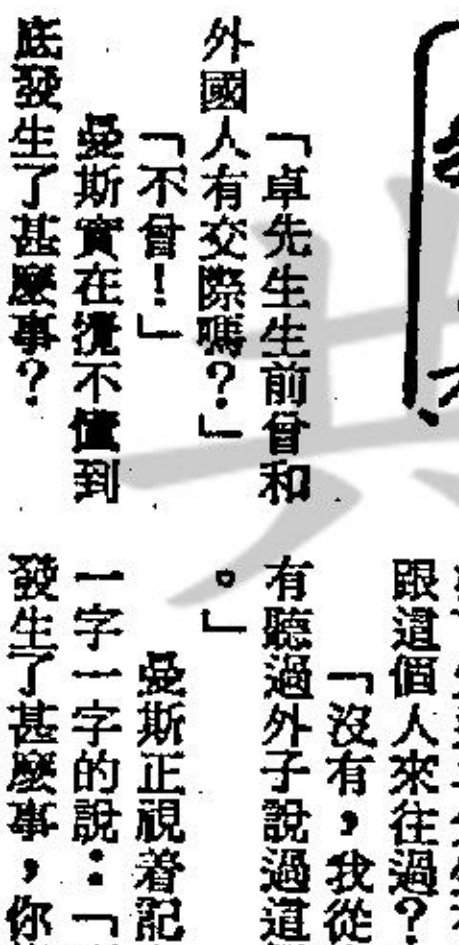 「卓先生生前曾和
外國人有交際嗎？」
「不曾！」
曼斯實在攪不懂到
底發生了甚麼事？
跟這個人來往過？
「沒有，我從
有聽過外子說過這
。」
曼斯正視着記
一字一字的說：「
發生了甚麼事，你